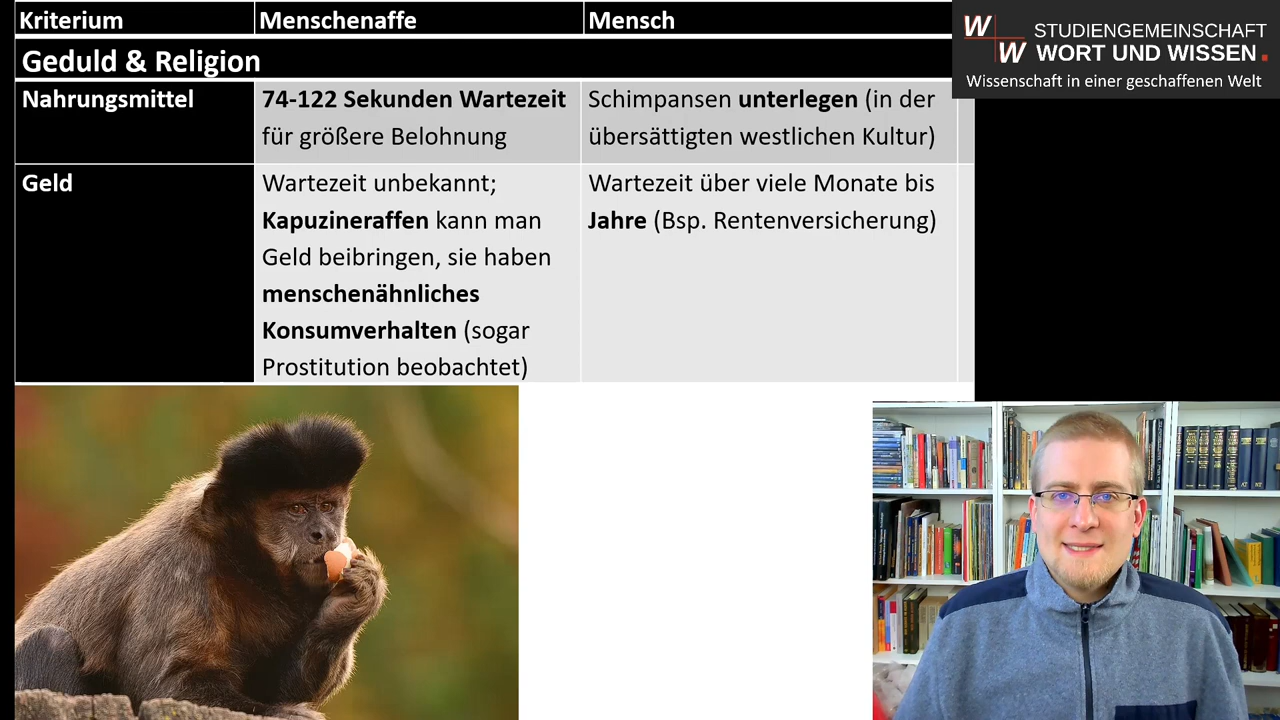 Kriterium Menschenaffe Mensch
Geduld & Religion
Nahrungsmittel
74-122 Sekunden Wartezeit
für größere Belohnung
Schimpansen unterlegen (in der
übersättigten westlichen Kultur)
Geld
Wartezeit unbekannt;
Kapuzineraffen kann man
Geld beibringen, sie haben
menschenähnliches
Konsumverhalten (sogar
Prostitution beobachtet)
Wartezeit über viele Monate bis
Jahre (Bsp. Rentenversicherung)
W W
STUDIENGEMEINSCHAFT
WORT UND WISSEN.
Wissenschaft in einer geschaffenen Welt